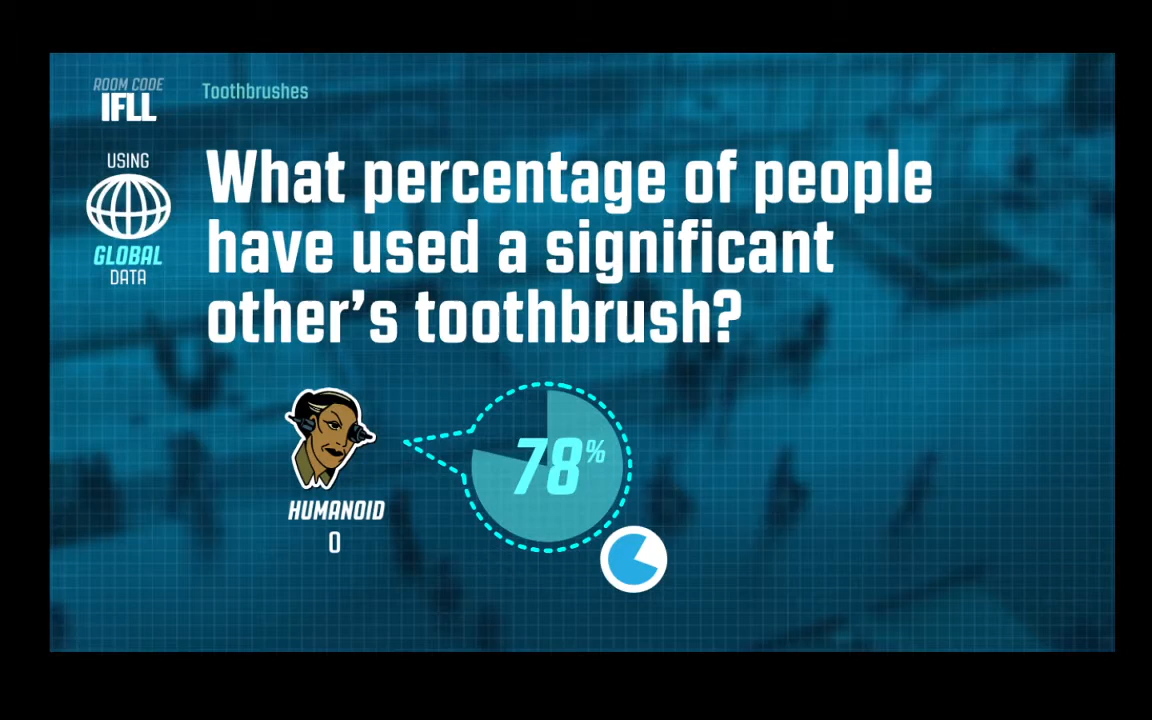 ROOM CODE
IFLL
Toothbrushes
USING
GLOBAL
DATA
What percentage of people
have used a significant
other’s toothbrush?
78%
HUMANOID
0